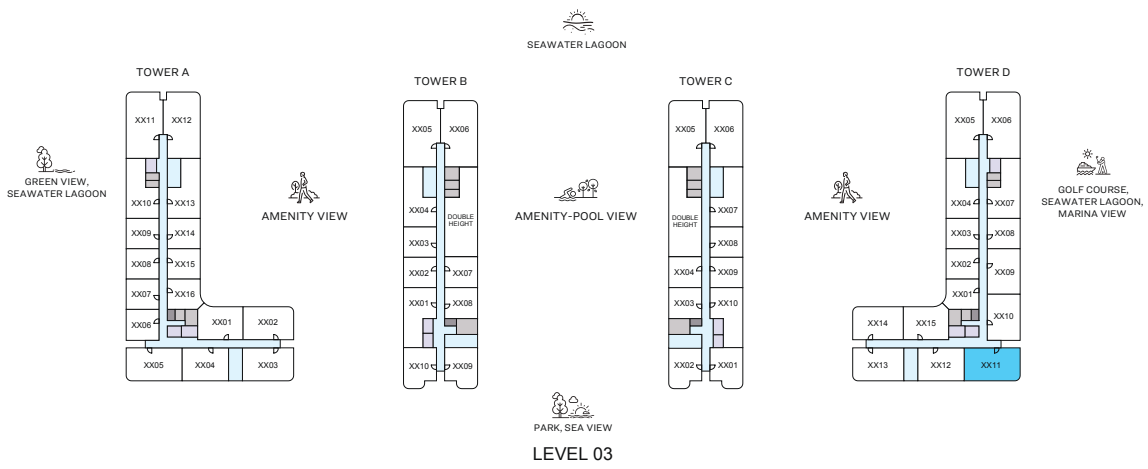 SEAWATER LAGOON
TOWER A
TOWER B
TOWER C
TOWER D
XX11
XX12
XX10
XX13
XX09
XX14
XX08
XX15
XX07
XX16
XX06
XX01
XX02
XX05
XX04
XX03
GREEN VIEW,
SEAWATER LAGOON
AMENITY VIEW
XX05
XX06
XX04
DOUBLE
HEIGHT
XX03
XX02
XX07
XX01
XX08
XX10
XX09
AMENITY-POOL VIEW
XX05
XX06
XX07
DOUBLE
HEIGHT
XX08
XX04
XX09
XX03
XX10
XX02
XX01
AMENITY VIEW
XX05
XX06
XX04
XX07
XX03
XX02
XX09
XX01
XX10
XX14
XX15
XX13
XX12
XX11
GOLF COURSE,
SEAWATER LAGOON,
MARINA VIEW
PARK, SEA VIEW
LEVEL 03